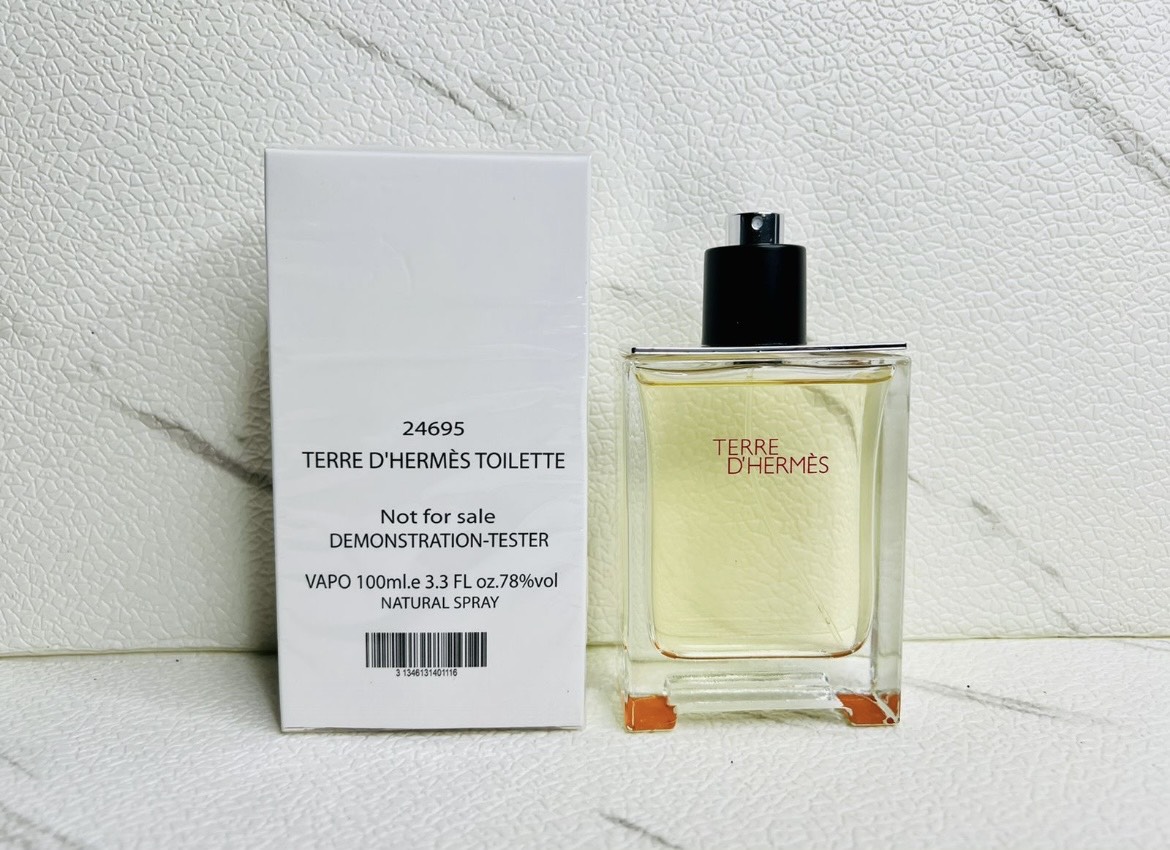 24695
TERRE D'HERMÈS TOILETTE
Not for sale
DEMONSTRATION-TESTER
VAPO 100ml.e 3.3 FL oz.78%vol
NATURAL SPRAY
3 1346131401116
TERRE
D'HERMÈS